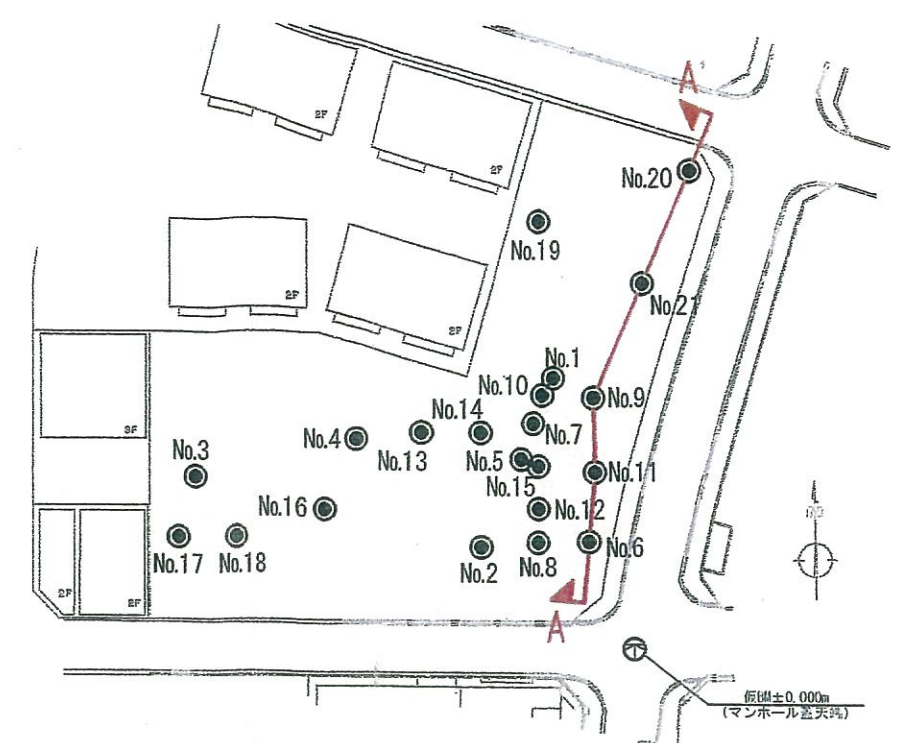 A'
2F
2F
No.20
No.19
2F
No.21
2F
No.1
No.10
No.9
3F
No.14
No.7
No.4
No.13
No.5
No.3
No.15
No.11
No.16
No.12
No.17
No.18
No.2
No.8
No.6
2F
2F
A
仮BM±0.000m
(マンホール蓋天端)